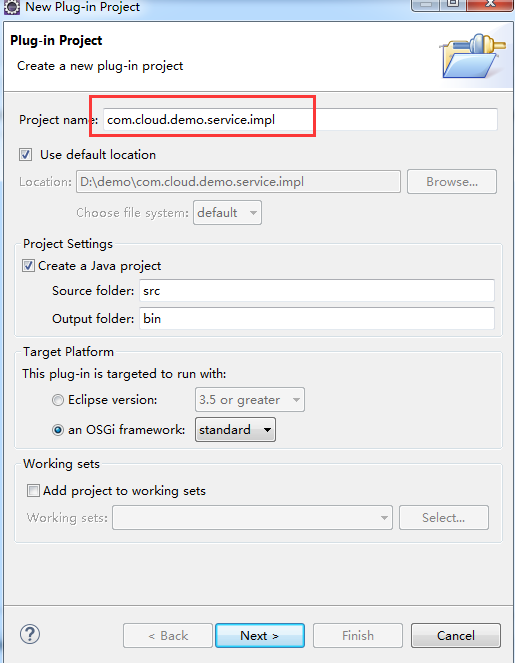 New Plug-in Project
Plug-in Project
Create a new plug-in project
Project name: com.cloud.demo.service.impl
Use default location
Location: D:\demo\com.cloud.demo.service.impl Browse...
Choose file system: default
Project Settings
Create a Java project
Source folder: src
Output folder: bin
Target Platform
This plug-in is targeted to run with:
Eclipse version: 3.5 or greater
an OSGi framework: standard
Working sets
Add project to working sets
Working sets: Select...
? < Back Next > Finish Cancel